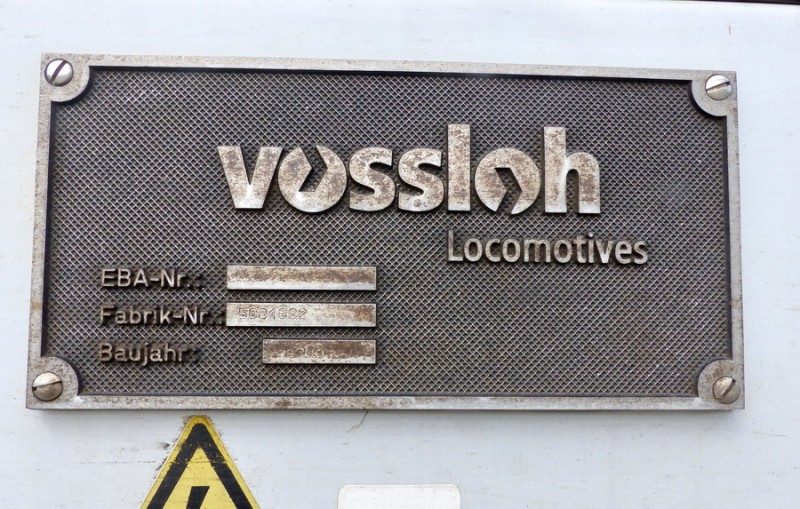 vossloh
Locomotives
EBA-Nr.:
Fabrik-Nr.:
Baujahr: